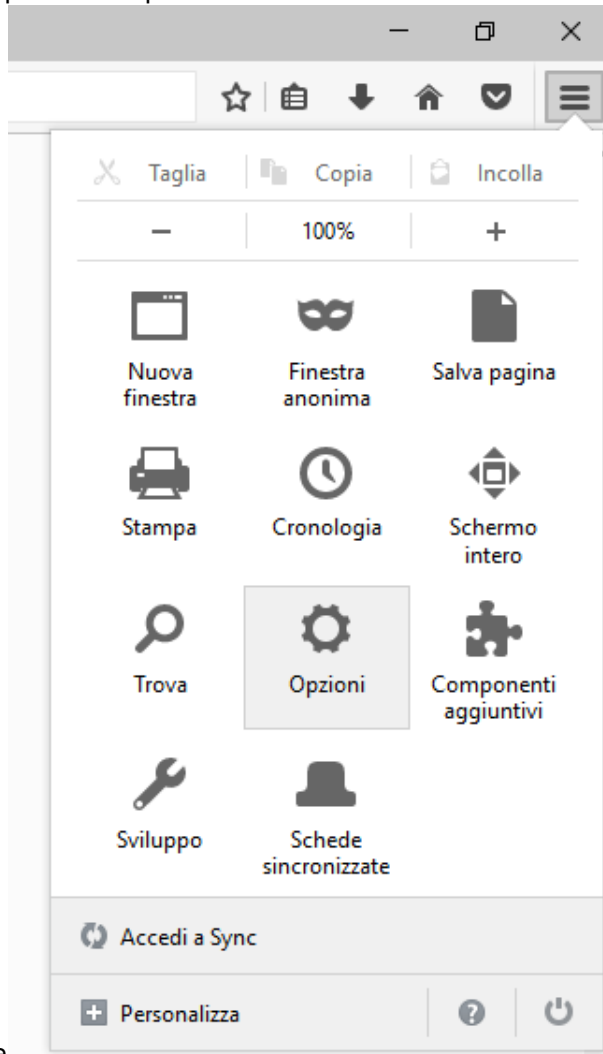 Taglia Copia Incolla
100%
Nuova finestra
Finestra anonima
Salva pagina
Stampa
Cronologia
Schermo intero
Trova
Opzioni
Componenti aggiuntivi
Sviluppo
Schede sincronizzate
Accedi a Sync
Personalizza